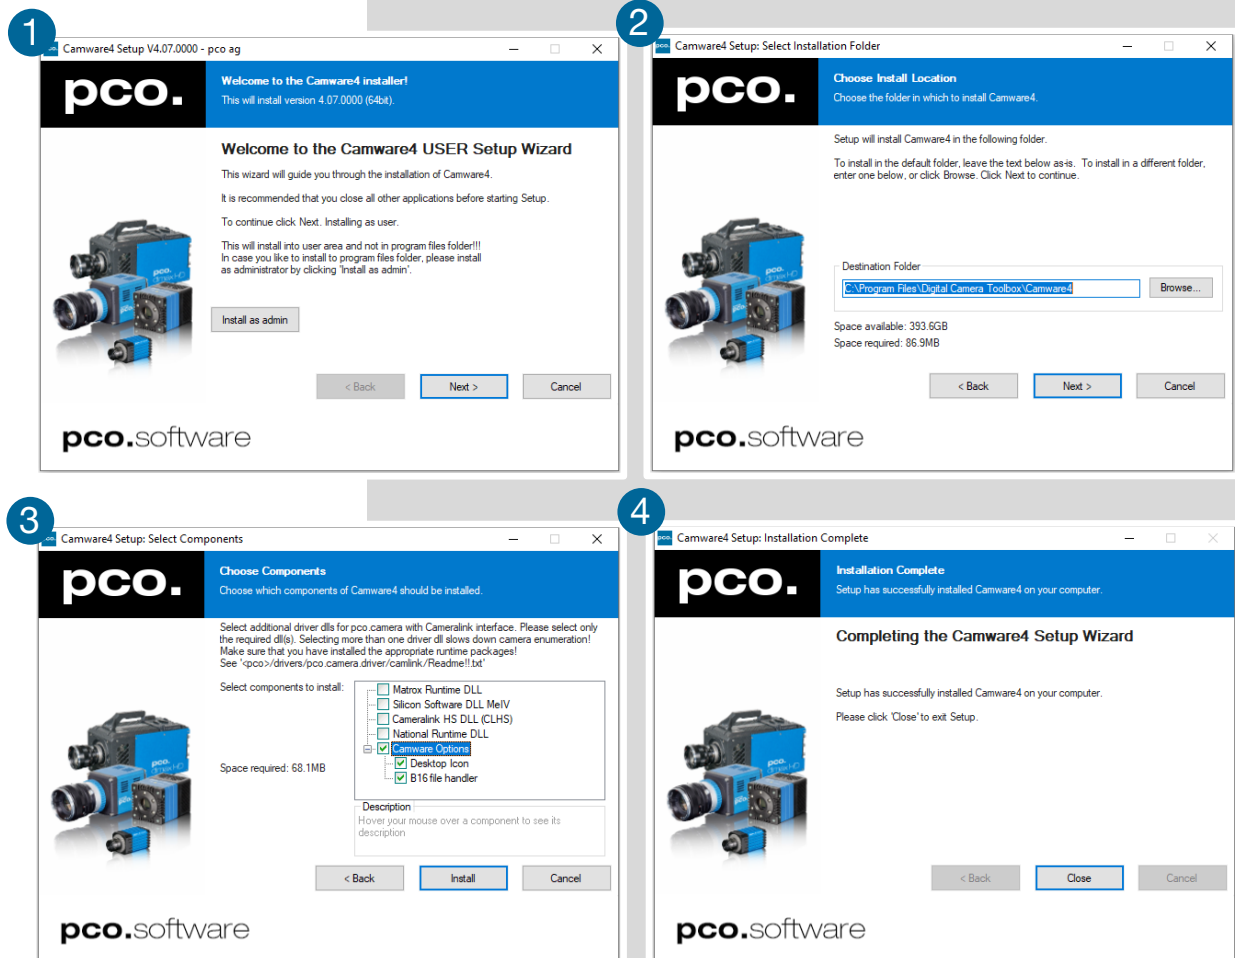 1
Camware4 Setup V4.07.0000 - pco ag
pco.
Welcome to the Camware4 installer!
This will install version 4.07.0000 (64bit).
Welcome to the Camware4 USER Setup Wizard
This wizard will guide you through the installation of Camware4.
It is recommended that you close all other applications before starting Setup.
To continue click Next. Installing as user.
This will install into user area and not in program files folder!!!
In case you like to install to program files folder, please install
as administrator by clicking 'Install as admin'.
Install as admin
< Back
Next >
Cancel
pco.software
2
Camware4 Setup: Select Installation Folder
pco.
Choose Install Location
Choose the folder in which to install Camware4.
Setup will install Camware4 in the following folder.
To install in the default folder, leave the text below as-is. To install in a different folder,
enter one below, or click Browse. Click Next to continue.
Destination Folder
C:\Program Files\Digital Camera Toolbox\Camware4
Browse...
Space available: 393.6GB
Space required: 86.9MB
< Back
Next >
Cancel
pco.software
3
Camware4 Setup: Select Components
pco.
Choose Components
Choose which components of Camware4 should be installed.
Select additional driver dlls for pco.camera with Cameralink interface. Please select only
the required dll(s). Selecting more than one driver dll slows down camera enumeration!
Make sure that you have installed the appropriate runtime packages!
See '<pco>/drivers/pco.camera.driver/camlink/Readme!!.txt'
Select components to install:
Matrox Runtime DLL
Silicon Software DLL MeIV
Cameralink HS DLL (CLHS)
National Runtime DLL
Camware Options
Desktop Icon
B16 file handler
Space required: 68.1MB
Description
Hover your mouse over a component to see its
description
< Back
Install
Cancel
pco.software
4
Camware4 Setup: Installation Complete
pco.
Installation Complete
Setup has successfully installed Camware4 on your computer.
Completing the Camware4 Setup Wizard
Setup has successfully installed Camware4 on your computer.
Please click 'Close' to exit Setup.
< Back
Close
Cancel
pco.software